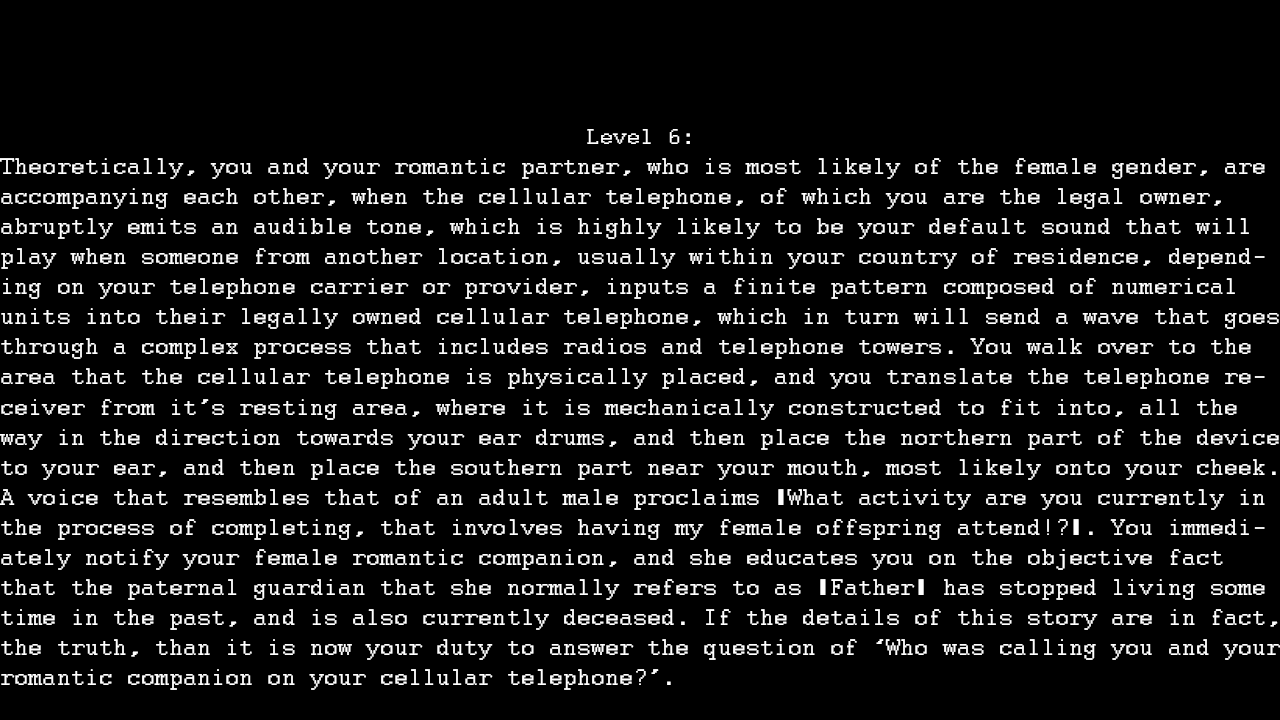 Level 6:
Theoretically, you and your romantic partner, who is most likely of the female gender, are
accompanying each other, when the cellular telephone, of which you are the legal owner,
abruptly emits an audible tone, which is highly likely to be your default sound that will
play when someone from another location, usually within your country of residence, depend-
ing on your telephone carrier or provider, inputs a finite pattern composed of numerical
units into their legally owned cellular telephone, which in turn will send a wave that goes
through a complex process that includes radios and telephone towers. You walk over to the
area that the cellular telephone is physically placed, and you translate the telephone re-
ceiver from it’s resting area, where it is mechanically constructed to fit into, all the
way in the direction towards your ear drums, and then place the northern part of the device
to your ear, and then place the southern part near your mouth, most likely onto your cheek.
A voice that resembles that of an adult male proclaims ▐What activity are you currently in
the process of completing, that involves having my female offspring attend!?▌. You immedi-
ately notify your female romantic companion, and she educates you on the objective fact
that the paternal guardian that she normally refers to as ▐Father▌ has stopped living some
time in the past, and is also currently deceased. If the details of this story are in fact,
the truth, than it is now your duty to answer the question of ‘Who was calling you and your
romantic companion on your cellular telephone?’.